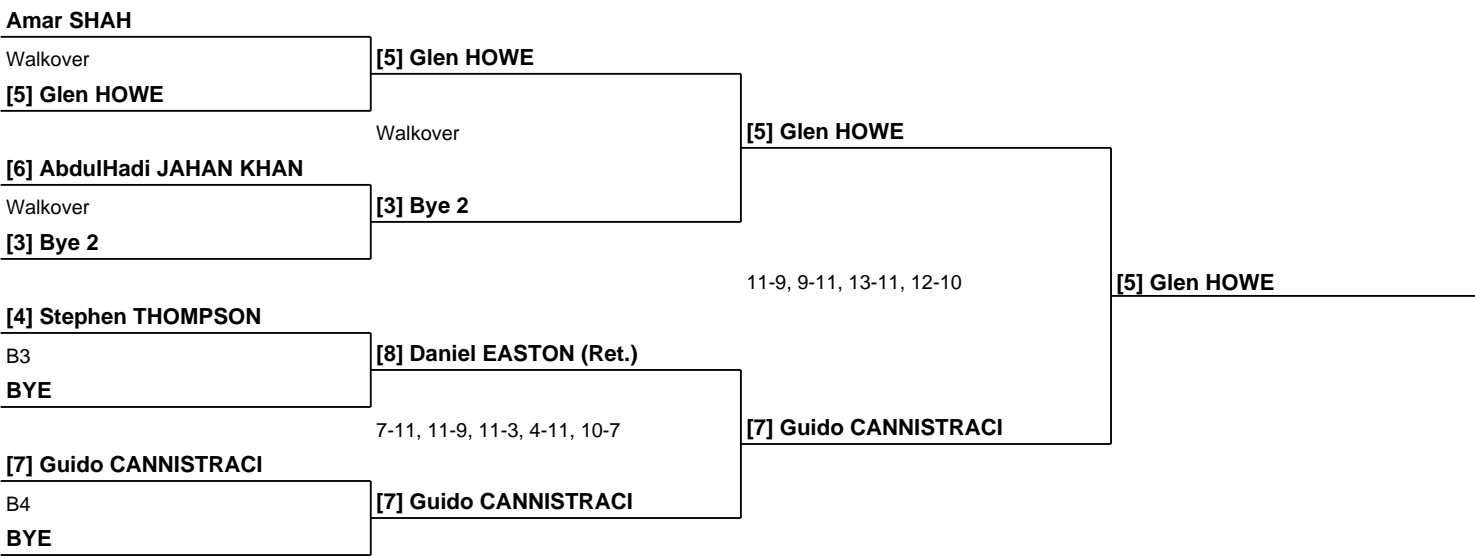 Amar SHAH
Walkover
[5] Glen HOWE
[5] Glen HOWE
Walkover
[5] Glen HOWE
[6] AbdulHadi JAHAN KHAN
Walkover
[3] Bye 2
[3] Bye 2
11-9, 9-11, 13-11, 12-10
[5] Glen HOWE
[4] Stephen THOMPSON
B3
[8] Daniel EASTON (Ret.)
BYE
7-11, 11-9, 11-3, 4-11, 10-7
[7] Guido CANNISTRACI
[7] Guido CANNISTRACI
B4
[7] Guido CANNISTRACI
BYE